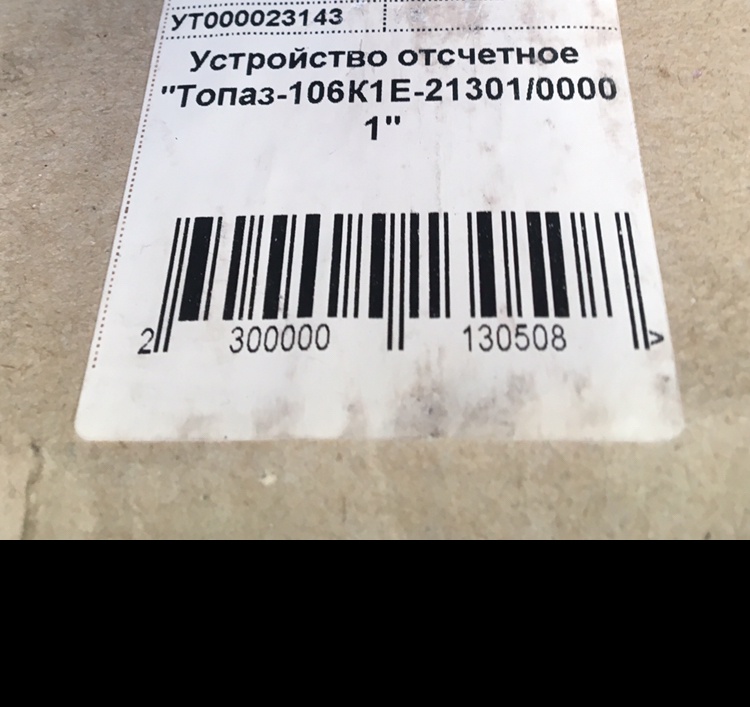 УТ000023143
Устройство отсчетное
"Топаз-106К1Е-21301/0000
1"
2 300000 130508 >